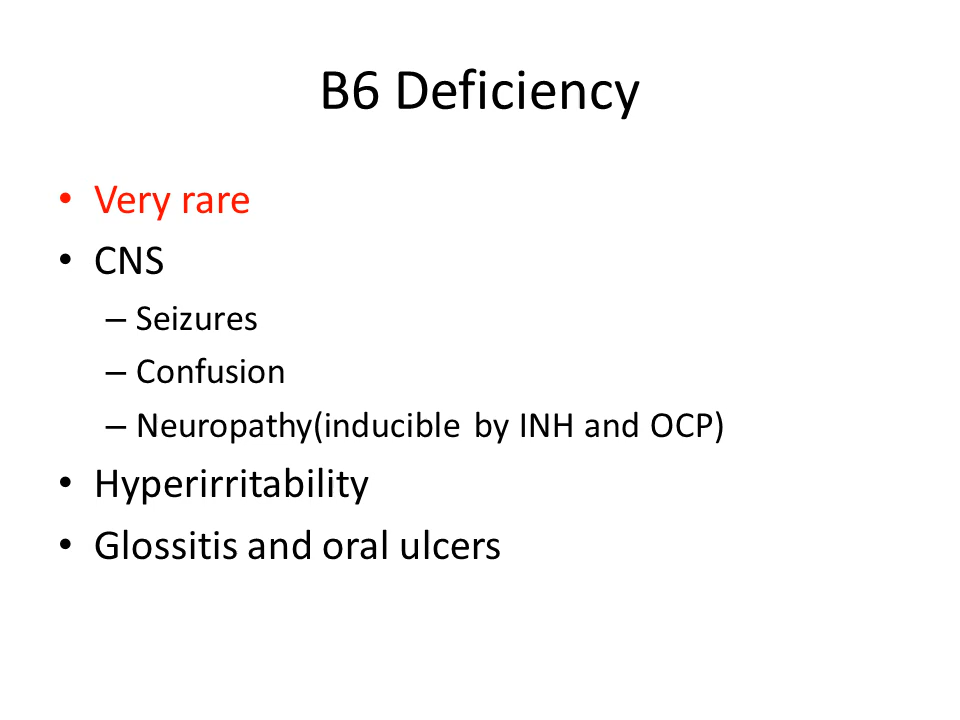 B6 Deficiency
• Very rare
• CNS
– Seizures
– Confusion
– Neuropathy(inducible by INH and OCP)
• Hyperirritability
• Glossitis and oral ulcers